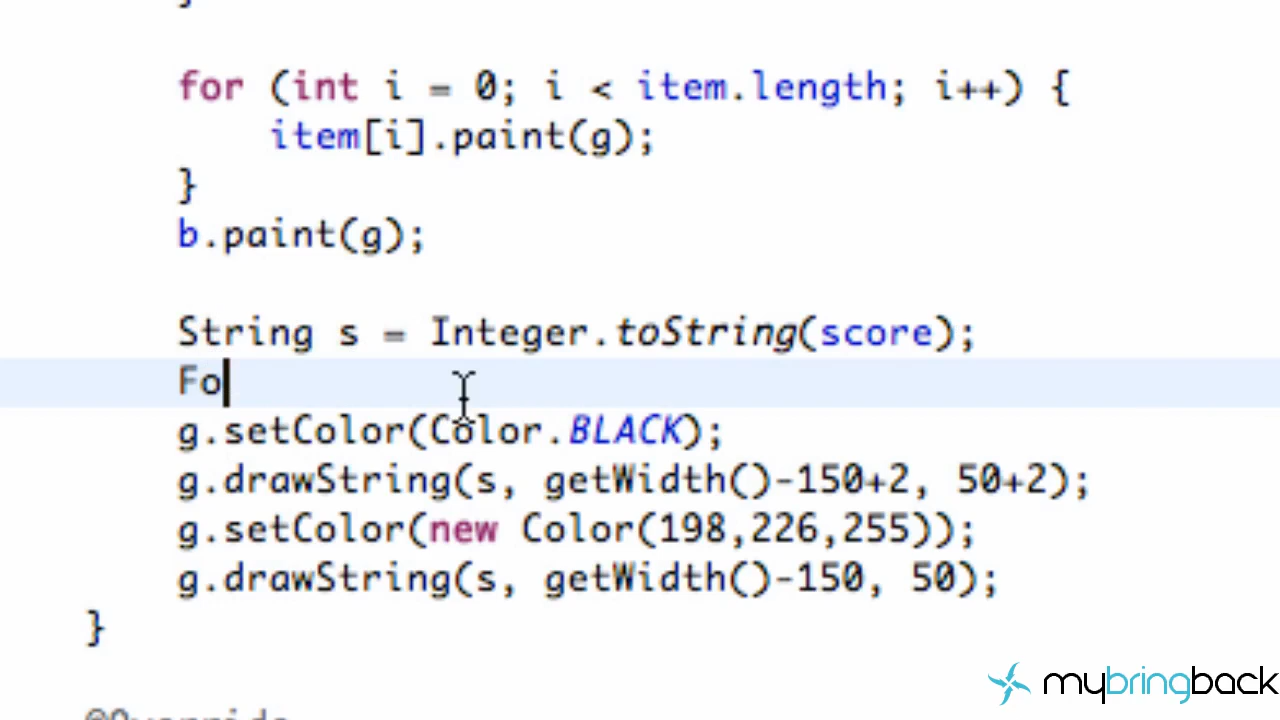 }
for (int i = 0; i < item.length; i++) {
item[i].paint(g);
}
b.paint(g);
String s = Integer.toString(score);
Fo
g.setColor(Color.BLACK);
g.drawString(s, getWidth()-150+2, 50+2);
g.setColor(new Color(198,226,255));
g.drawString(s, getWidth()-150, 50);
}
@Override
mybringback